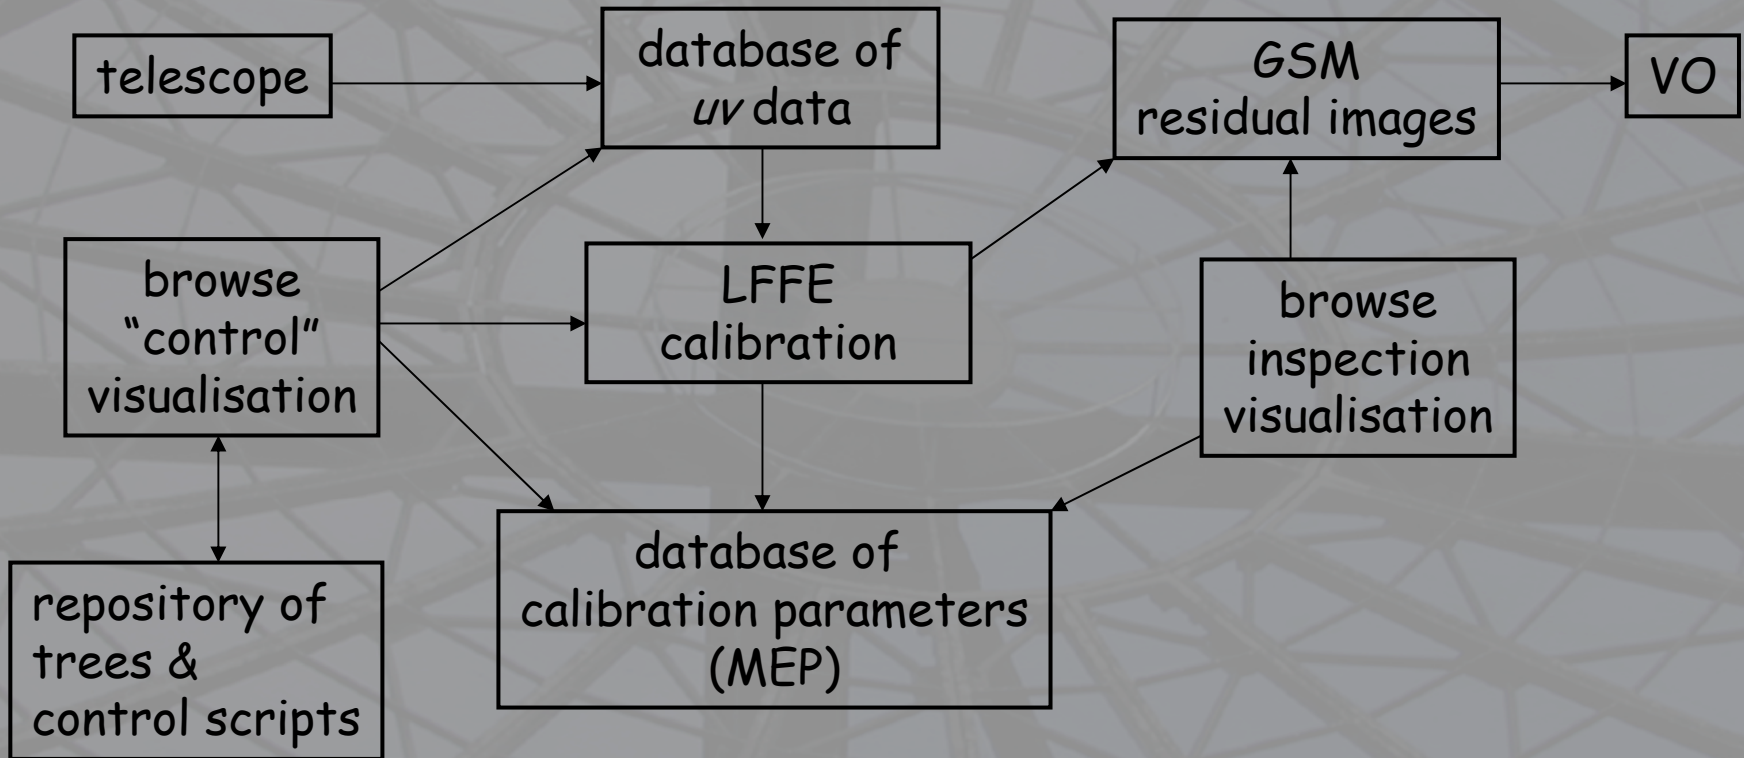 telescope
database of
uv data
GSM
residual images
VO
browse
“control”
visualisation
LFFE
calibration
browse
inspection
visualisation
repository of
trees &
control scripts
database of
calibration parameters
(MEP)